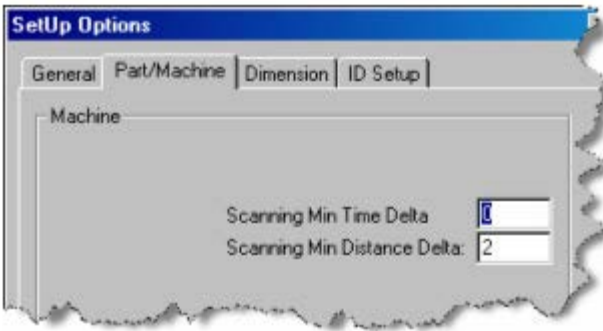 SetUp Options
General Part/Machine Dimension ID Setup
Machine
Scanning Min Time Delta 0
Scanning Min Distance Delta: 2